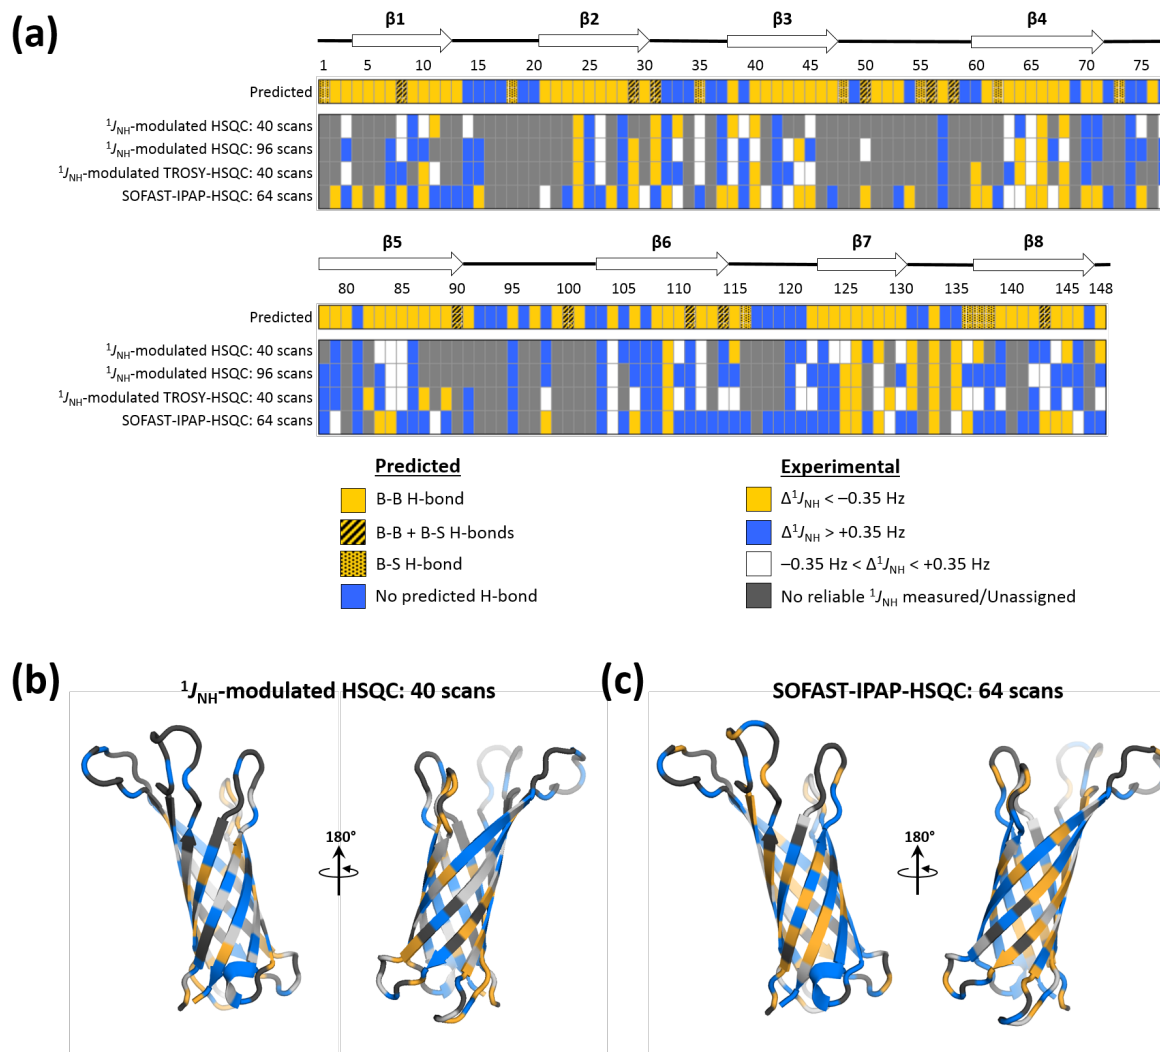 (a)
β1 β2 β3 β4
1 5 10 15 20 25 30 35 40 45 50 55 60 65 70 75
Predicted
¹JNH-modulated HSQC: 40 scans
¹JNH-modulated HSQC: 96 scans
¹JNH-modulated TROSY-HSQC: 40 scans
SOFAST-IPAP-HSQC: 64 scans
β5 β6 β7 β8
80 85 90 95 100 105 110 115 120 125 130 135 140 145 148
Predicted
¹JNH-modulated HSQC: 40 scans
¹JNH-modulated HSQC: 96 scans
¹JNH-modulated TROSY-HSQC: 40 scans
SOFAST-IPAP-HSQC: 64 scans
Predicted
B-B H-bond
B-B + B-S H-bonds
B-S H-bond
No predicted H-bond
Experimental
Δ¹JNH < –0.35 Hz
Δ¹JNH > +0.35 Hz
–0.35 Hz < Δ¹JNH < +0.35 Hz
No reliable ¹JNH measured/Unassigned
(b)
¹JNH-modulated HSQC: 40 scans
180°
(c)
SOFAST-IPAP-HSQC: 64 scans
180°